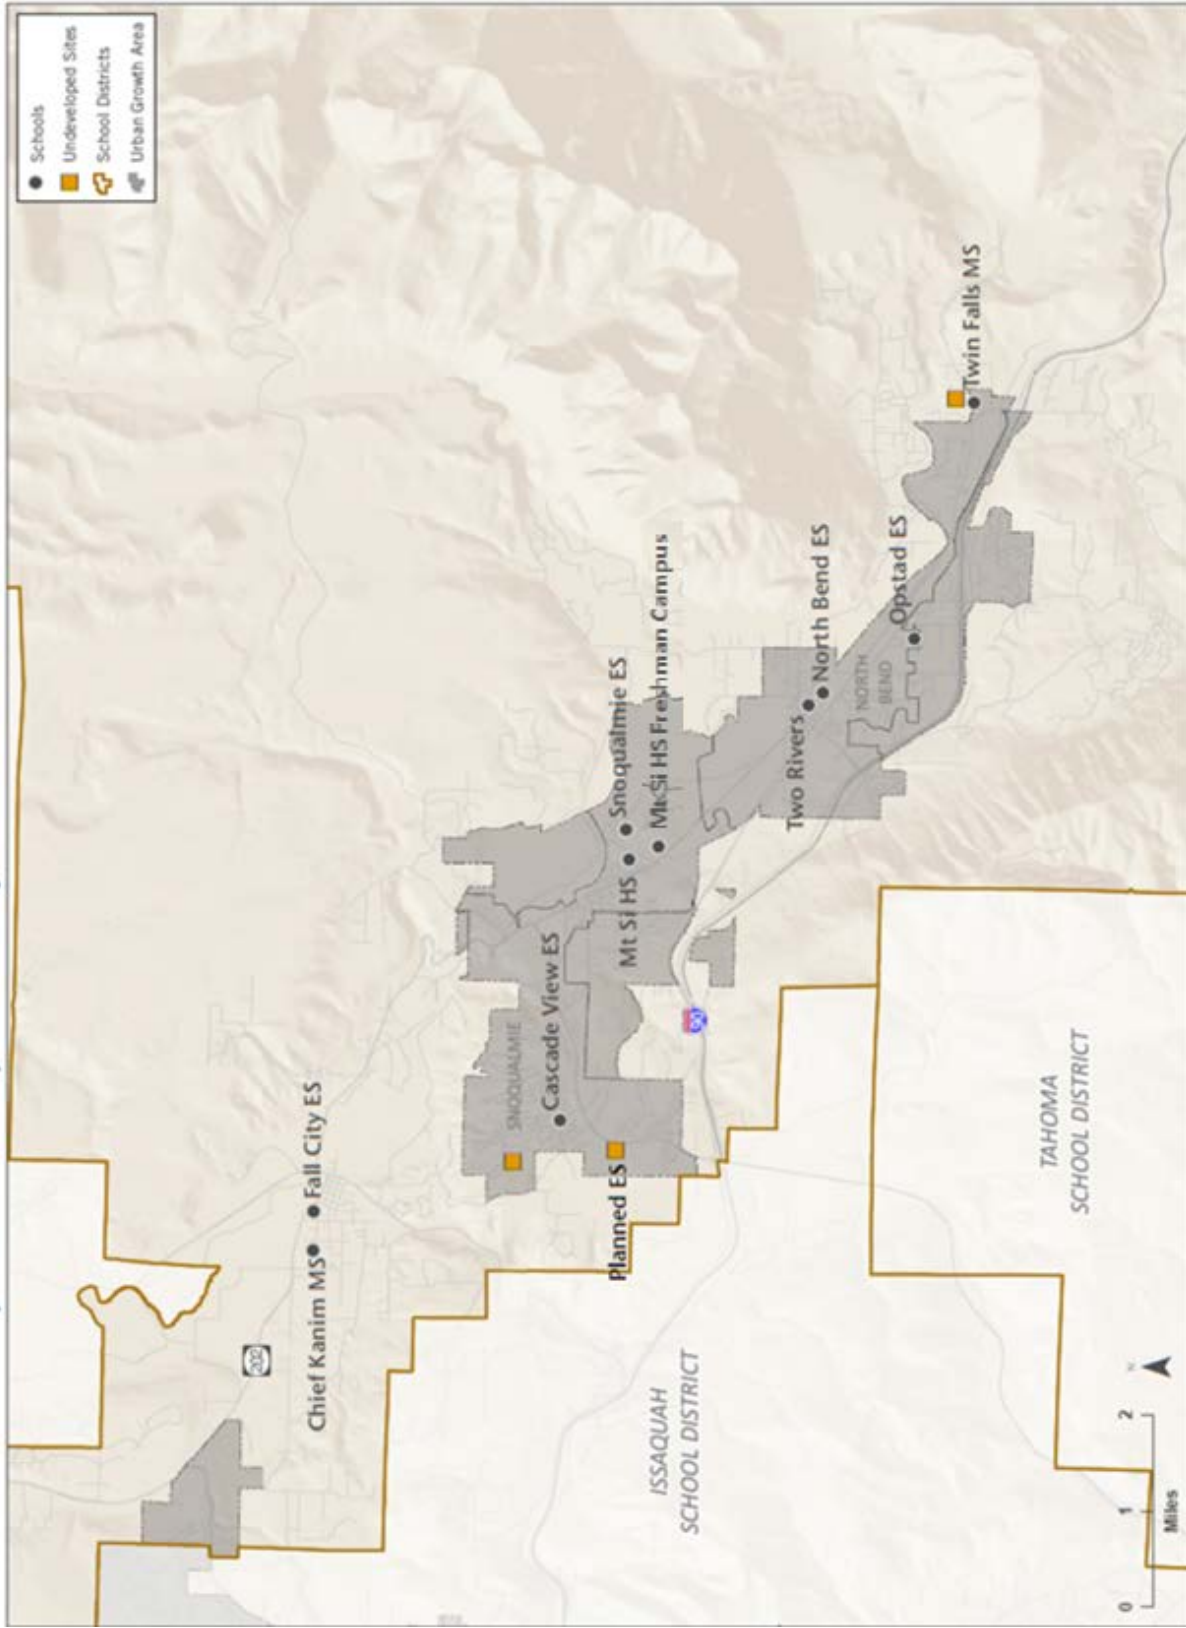 Schools
Undeveloped Sites
School Districts
Urban Growth Area
202
Chief Kanim MS
Fall City ES
SNOQUALMIE
Cascade View ES
Planned ES
Mt Si HS
Snoqualmie ES
Mt Si HS Freshman Campus
90
Two Rivers
North Bend ES
NORTH
BEND
Opstad ES
Twin Falls MS
ISSAQUAH
SCHOOL DISTRICT
TAHOMA
SCHOOL DISTRICT
0 1 2
Miles
N